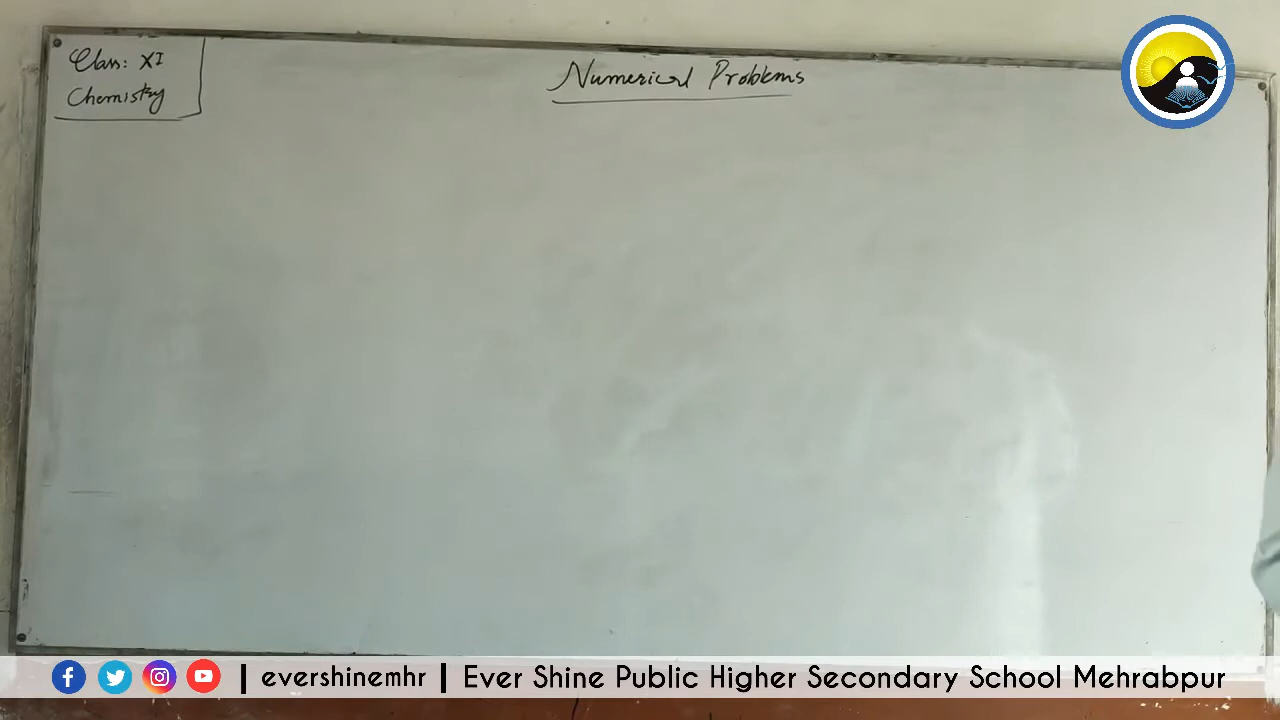 Class: XI
Chemistry
Numerical Problems
| evershinemhr | Ever Shine Public Higher Secondary School Mehrabpur